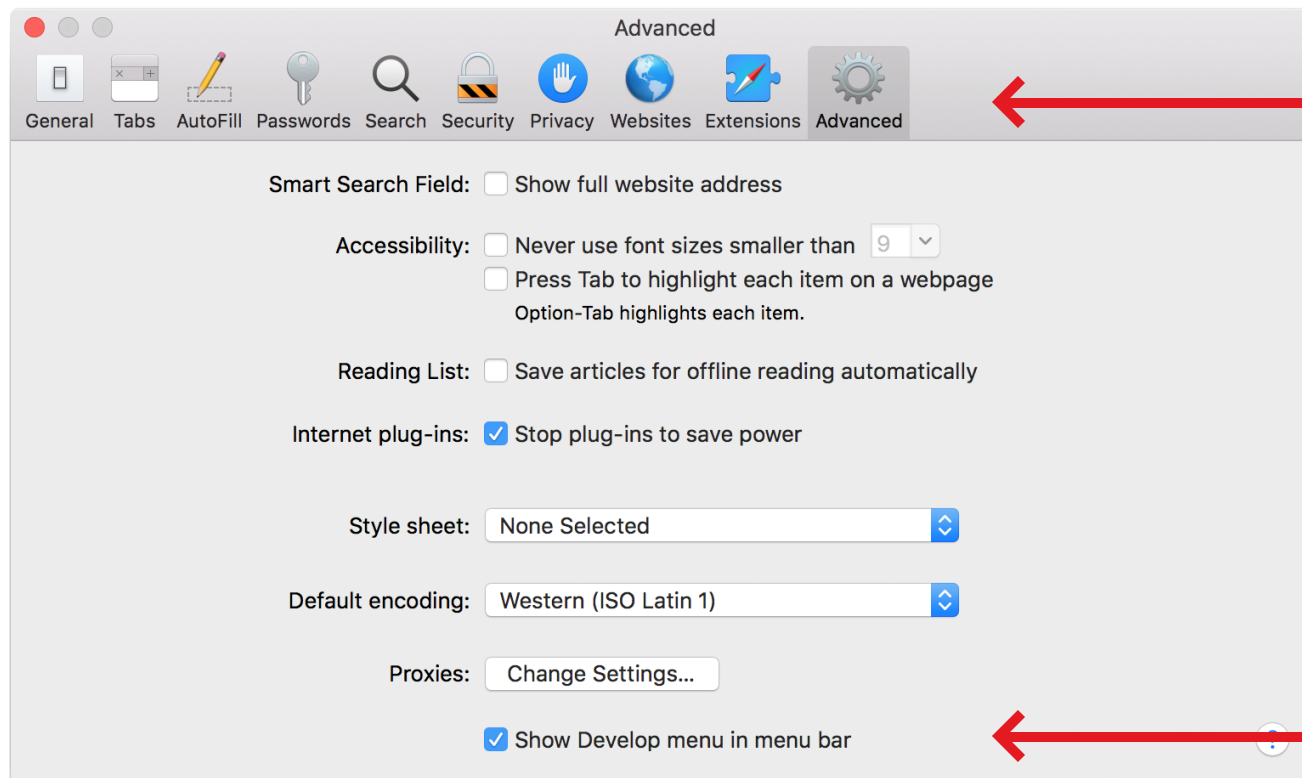 Advanced
General Tabs AutoFill Passwords Search Security Privacy Websites Extensions Advanced
Smart Search Field: Show full website address
Accessibility: Never use font sizes smaller than 9
Press Tab to highlight each item on a webpage
Option-Tab highlights each item.
Reading List: Save articles for offline reading automatically
Internet plug-ins: Stop plug-ins to save power
Style sheet: None Selected
Default encoding: Western (ISO Latin 1)
Proxies: Change Settings...
Show Develop menu in menu bar
?